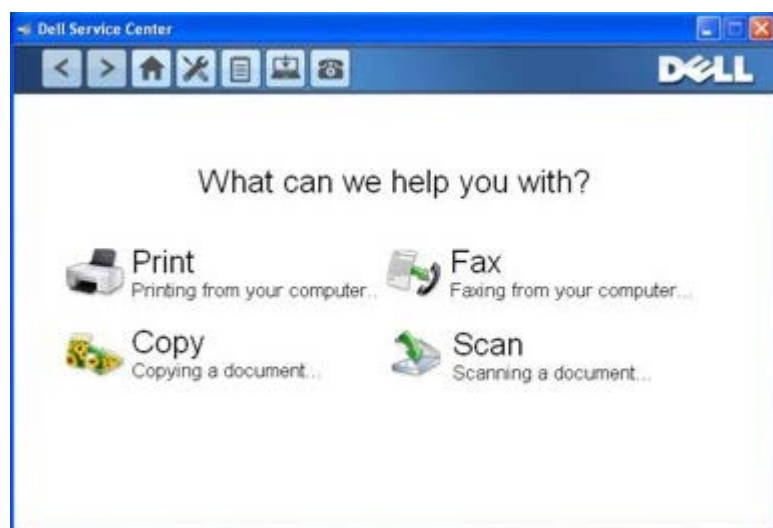 Dell Service Center
DELL
What can we help you with?
Print
Printing from your computer..
Fax
Faxing from your computer...
Copy
Copying a document...
Scan
Scanning a document...